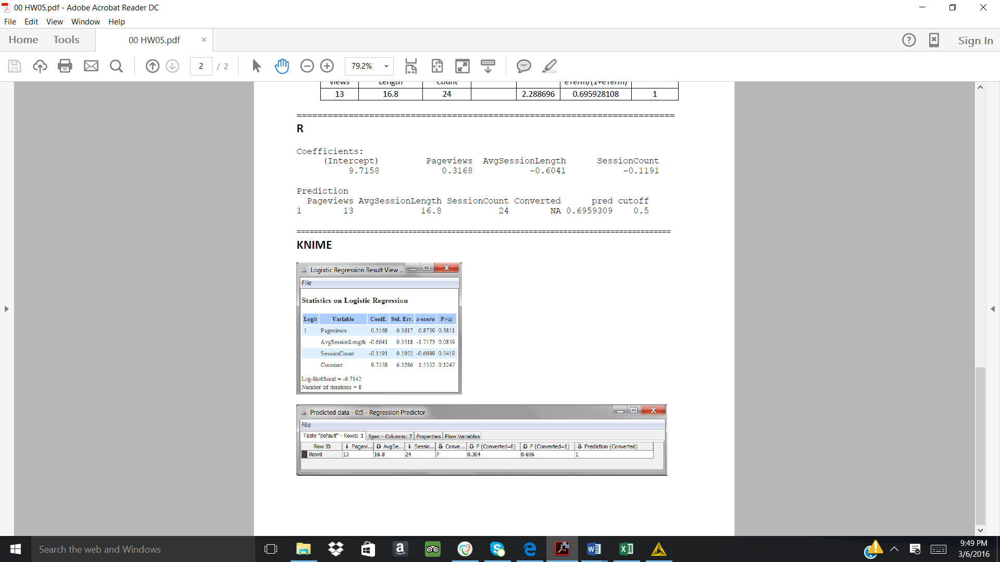 00 HW05.pdf - Adobe Acrobat Reader DC
File Edit View Window Help
Home Tools 00 HW05.pdf × Sign In
2 / 2 79.2%
views Length Count eTerm/(1+eTerm)
13 16.8 24 2.288696 0.695928108 1
=========================================================================
R
Coefficients:
(Intercept) Pageviews AvgSessionLength SessionCount
9.7158 0.3168 -0.6041 -0.1191
Prediction
Pageviews AvgSessionLength SessionCount Converted pred cutoff
1 13 16.8 24 NA 0.6959309 0.5
=========================================================================
KNIME
Logistic Regression Result View ...
File
Statistics on Logistic Regression
Logit Variable Coeff. Std. Err. z-score P>|z|
1 Pageviews 0.3168 0.3617 0.8759 0.3811
AvgSessionLength -0.6041 0.3518 -1.7173 0.0859
SessionCount -0.1191 0.1952 -0.6099 0.5419
Constant 9.7158 6.3286 1.5352 0.1247
Log-likelihood = -6.7142
Number of iterations = 8
Predicted data - 0:5 - Regression Predictor
File
Table "default" - Rows: 1 Spec - Columns: 7 Properties Flow Variables
Row ID I Pagevi... D AvgSe... I Sessio... S Conve... D P (Converted=0) D P (Converted=1) S Prediction (Converted)
Row0 13 16.8 24 ? 0.304 0.696 1
Search the web and Windows
9:49 PM
3/6/2016